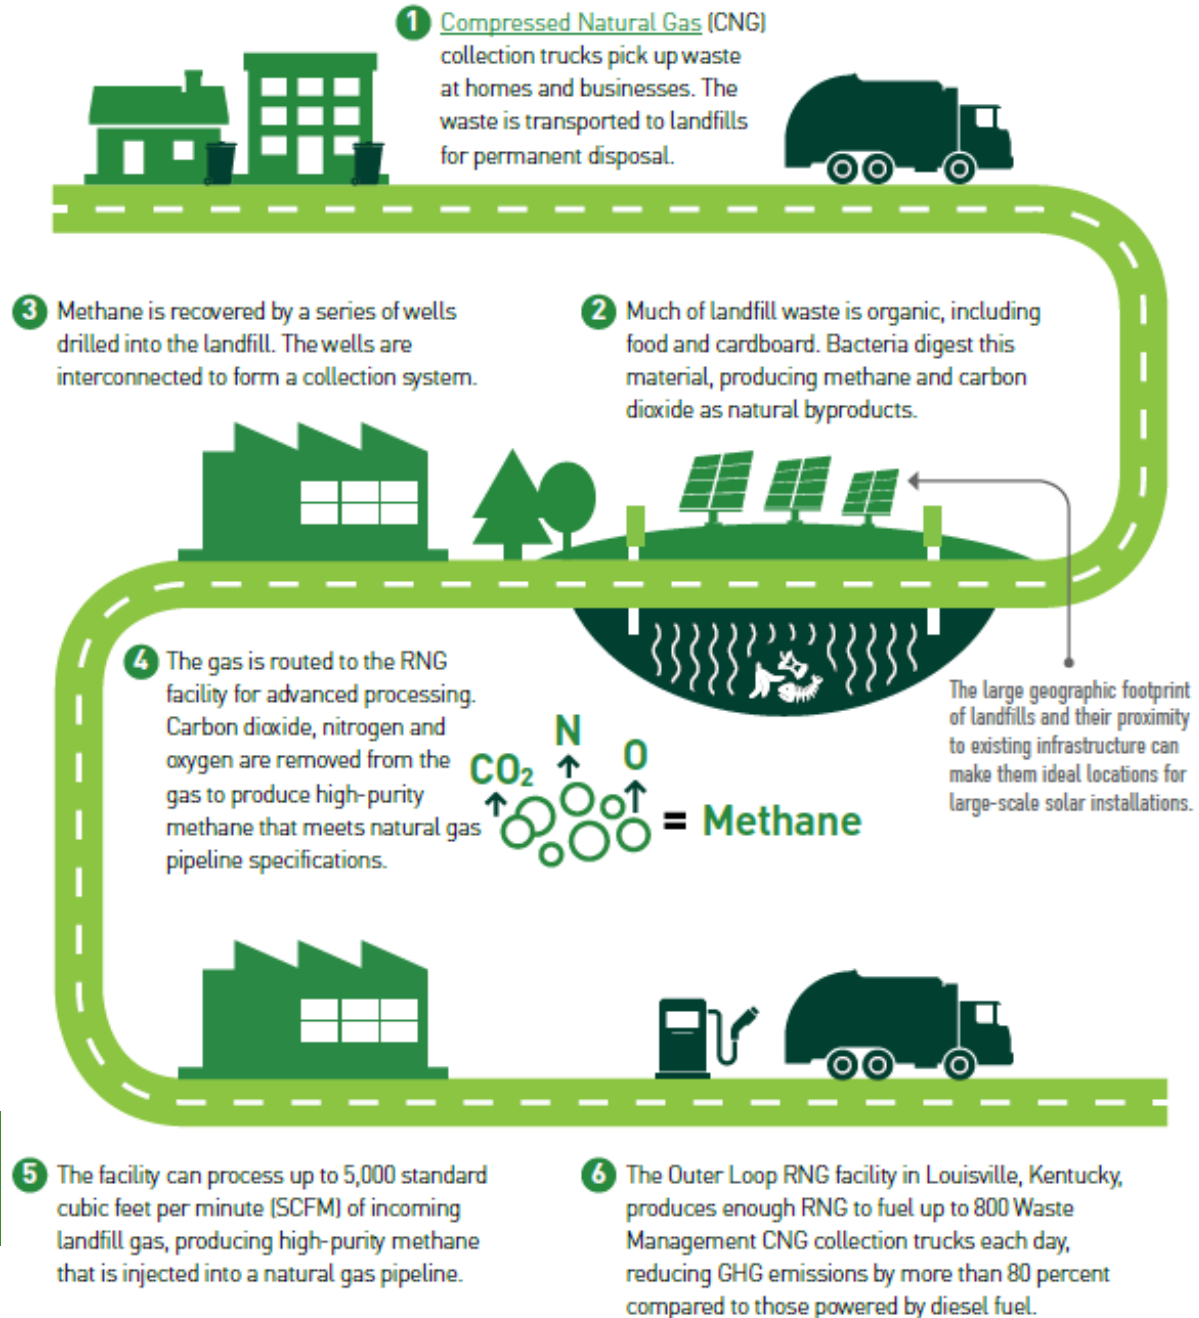 1 Compressed Natural Gas (CNG)
collection trucks pick up waste
at homes and businesses. The
waste is transported to landfills
for permanent disposal.
2 Much of landfill waste is organic, including
food and cardboard. Bacteria digest this
material, producing methane and carbon
dioxide as natural byproducts.
3 Methane is recovered by a series of wells
drilled into the landfill. The wells are
interconnected to form a collection system.
The large geographic footprint
of landfills and their proximity
to existing infrastructure can
make them ideal locations for
large-scale solar installations.
4 The gas is routed to the RNG
facility for advanced processing.
Carbon dioxide, nitrogen and
oxygen are removed from the
gas to produce high-purity
methane that meets natural gas
pipeline specifications.
CO₂ N O
= Methane
5 The facility can process up to 5,000 standard
cubic feet per minute (SCFM) of incoming
landfill gas, producing high-purity methane
that is injected into a natural gas pipeline.
6 The Outer Loop RNG facility in Louisville, Kentucky,
produces enough RNG to fuel up to 800 Waste
Management CNG collection trucks each day,
reducing GHG emissions by more than 80 percent
compared to those powered by diesel fuel.